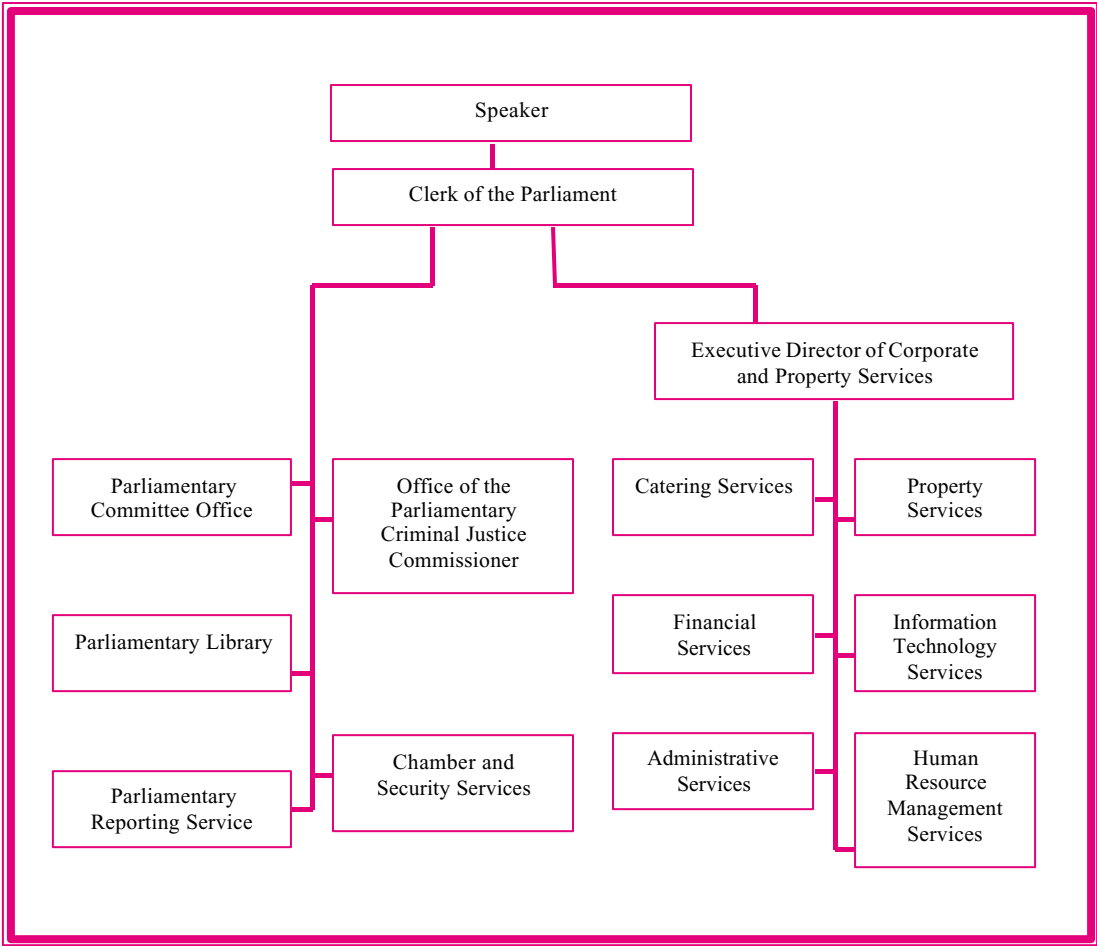 Speaker
Clerk of the Parliament
Executive Director of Corporate
and Property Services
Parliamentary
Committee Office
Office of the
Parliamentary
Criminal Justice
Commissioner
Catering Services
Property
Services
Parliamentary Library
Financial
Services
Information
Technology
Services
Parliamentary
Reporting Service
Chamber and
Security Services
Administrative
Services
Human
Resource
Management
Services